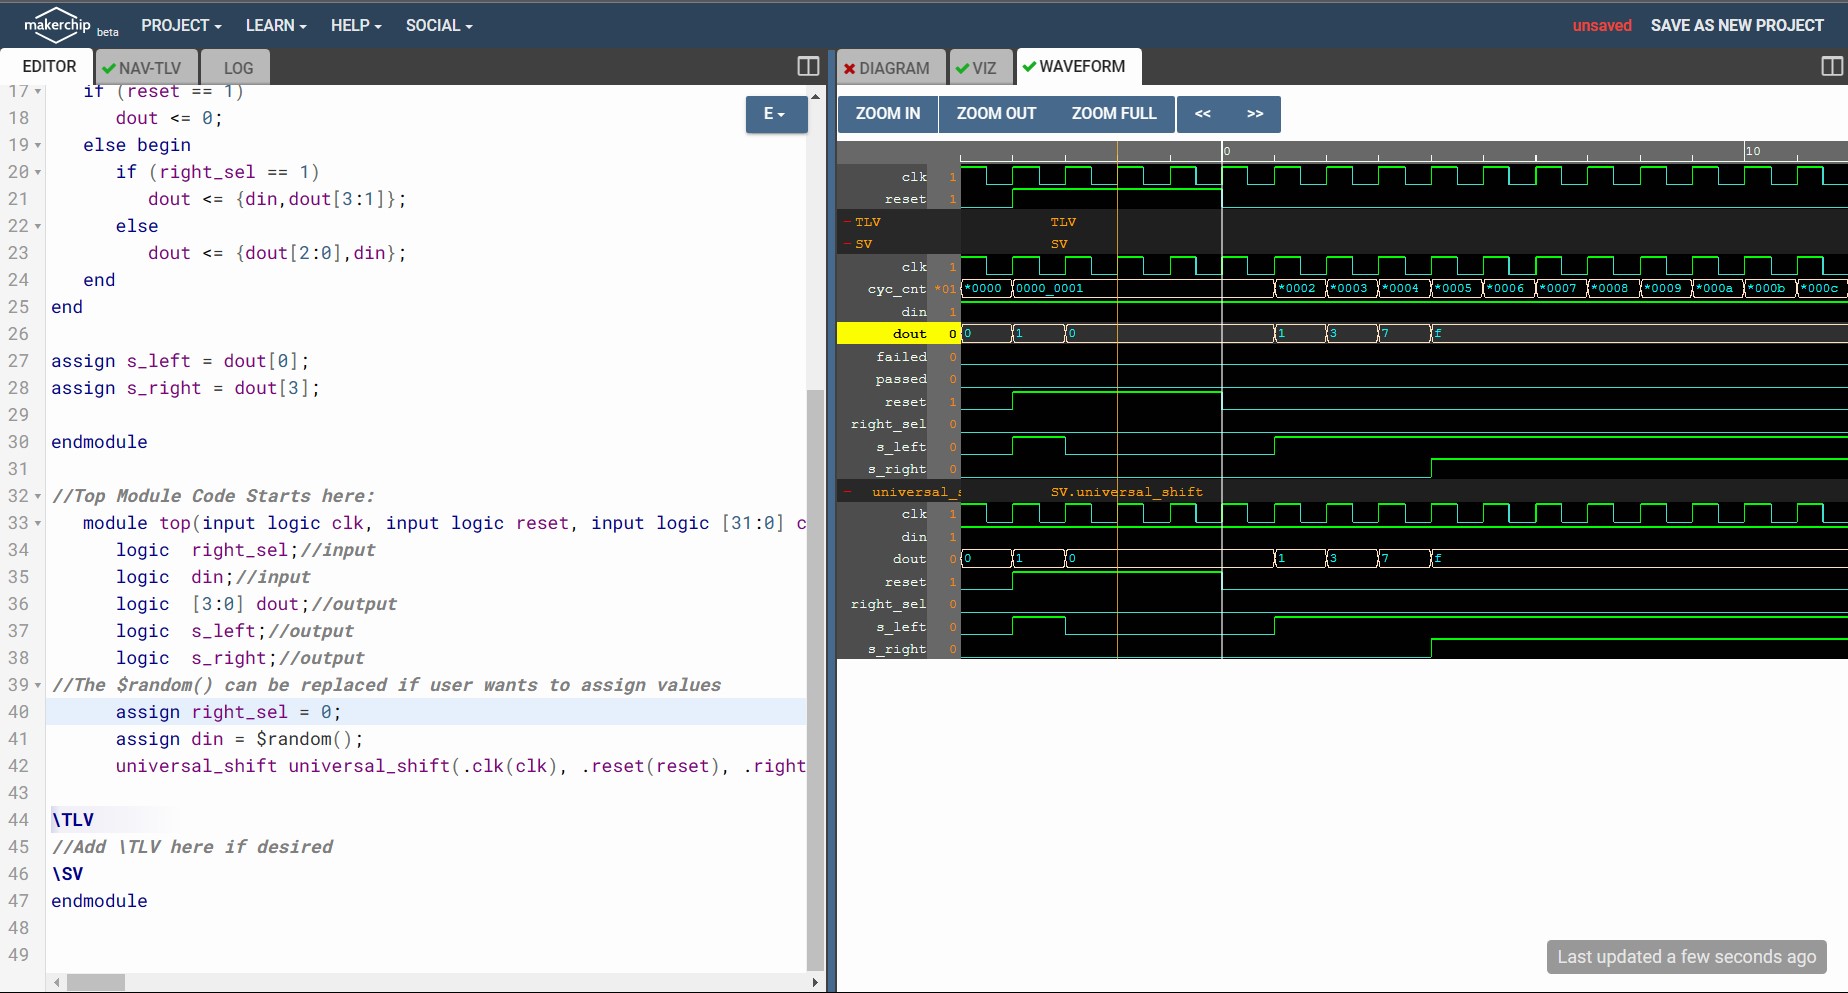 makerchip beta PROJECT LEARN HELP SOCIAL unsaved SAVE AS NEW PROJECT
EDITOR NAV-TLV LOG
17 if (reset == 1)
18 dout <= 0;
19 else begin
20 if (right_sel == 1)
21 dout <= {din,dout[3:1]};
22 else
23 dout <= {dout[2:0],din};
24 end
25 end
26
27 assign s_left = dout[0];
28 assign s_right = dout[3];
29
30 endmodule
31
32 //Top Module Code Starts here:
33 module top(input logic clk, input logic reset, input logic [31:0] c
34 logic right_sel;//input
35 logic din;//input
36 logic [3:0] dout;//output
37 logic s_left;//output
38 logic s_right;//output
39 //The $random() can be replaced if user wants to assign values
40 assign right_sel = 0;
41 assign din = $random();
42 universal_shift universal_shift(.clk(clk), .reset(reset), .right
43
44 \TLV
45 //Add \TLV here if desired
46 \SV
47 endmodule
48
49
E
DIAGRAM VIZ WAVEFORM
ZOOM IN ZOOM OUT ZOOM FULL << >>
0 10
clk 1
reset 1
- TLV TLV
- SV SV
clk 1
cyc_cnt *01 *0000 0000_0001 *0002 *0003 *0004 *0005 *0006 *0007 *0008 *0009 *000a *000b *000c
din 1
dout 0 0 1 0 1 3 7 f
failed 0
passed 0
reset 1
right_sel 0
s_left 0
s_right 0
- universal_s SV.universal_shift
clk 1
din 1
dout 0 0 1 0 1 3 7 f
reset 1
right_sel 0
s_left 0
s_right 0
Last updated a few seconds ago